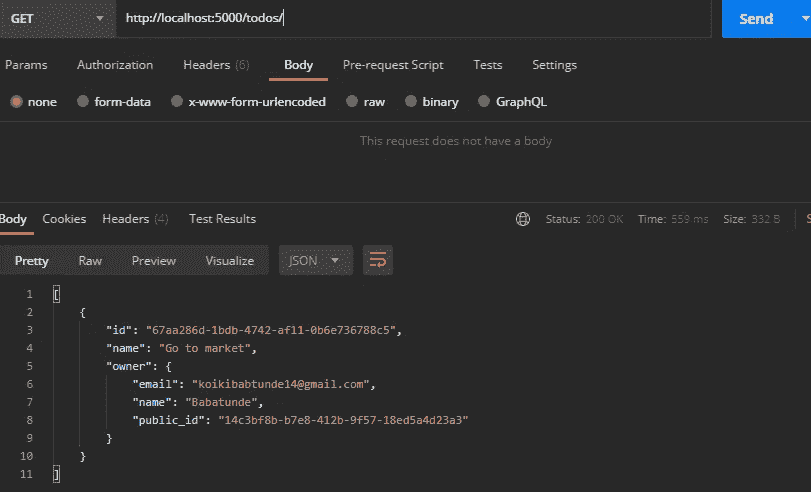 GET http://localhost:5000/todos/ Send
Params Authorization Headers (6) Body Pre-request Script Tests Settings
none form-data x-www-form-urlencoded raw binary GraphQL
This request does not have a body
Body Cookies Headers (4) Test Results Status: 200 OK Time: 559 ms Size: 332 B S
Pretty Raw Preview Visualize JSON
1 [
2 {
3 "id": "67aa286d-1bdb-4742-af11-0b6e736788c5",
4 "name": "Go to market",
5 "owner": {
6 "email": "koikibabtunde14@gmail.com",
7 "name": "Babatunde",
8 "public_id": "14c3bf8b-b7e8-412b-9f57-18ed5a4d23a3"
9 }
10 }
11 ]